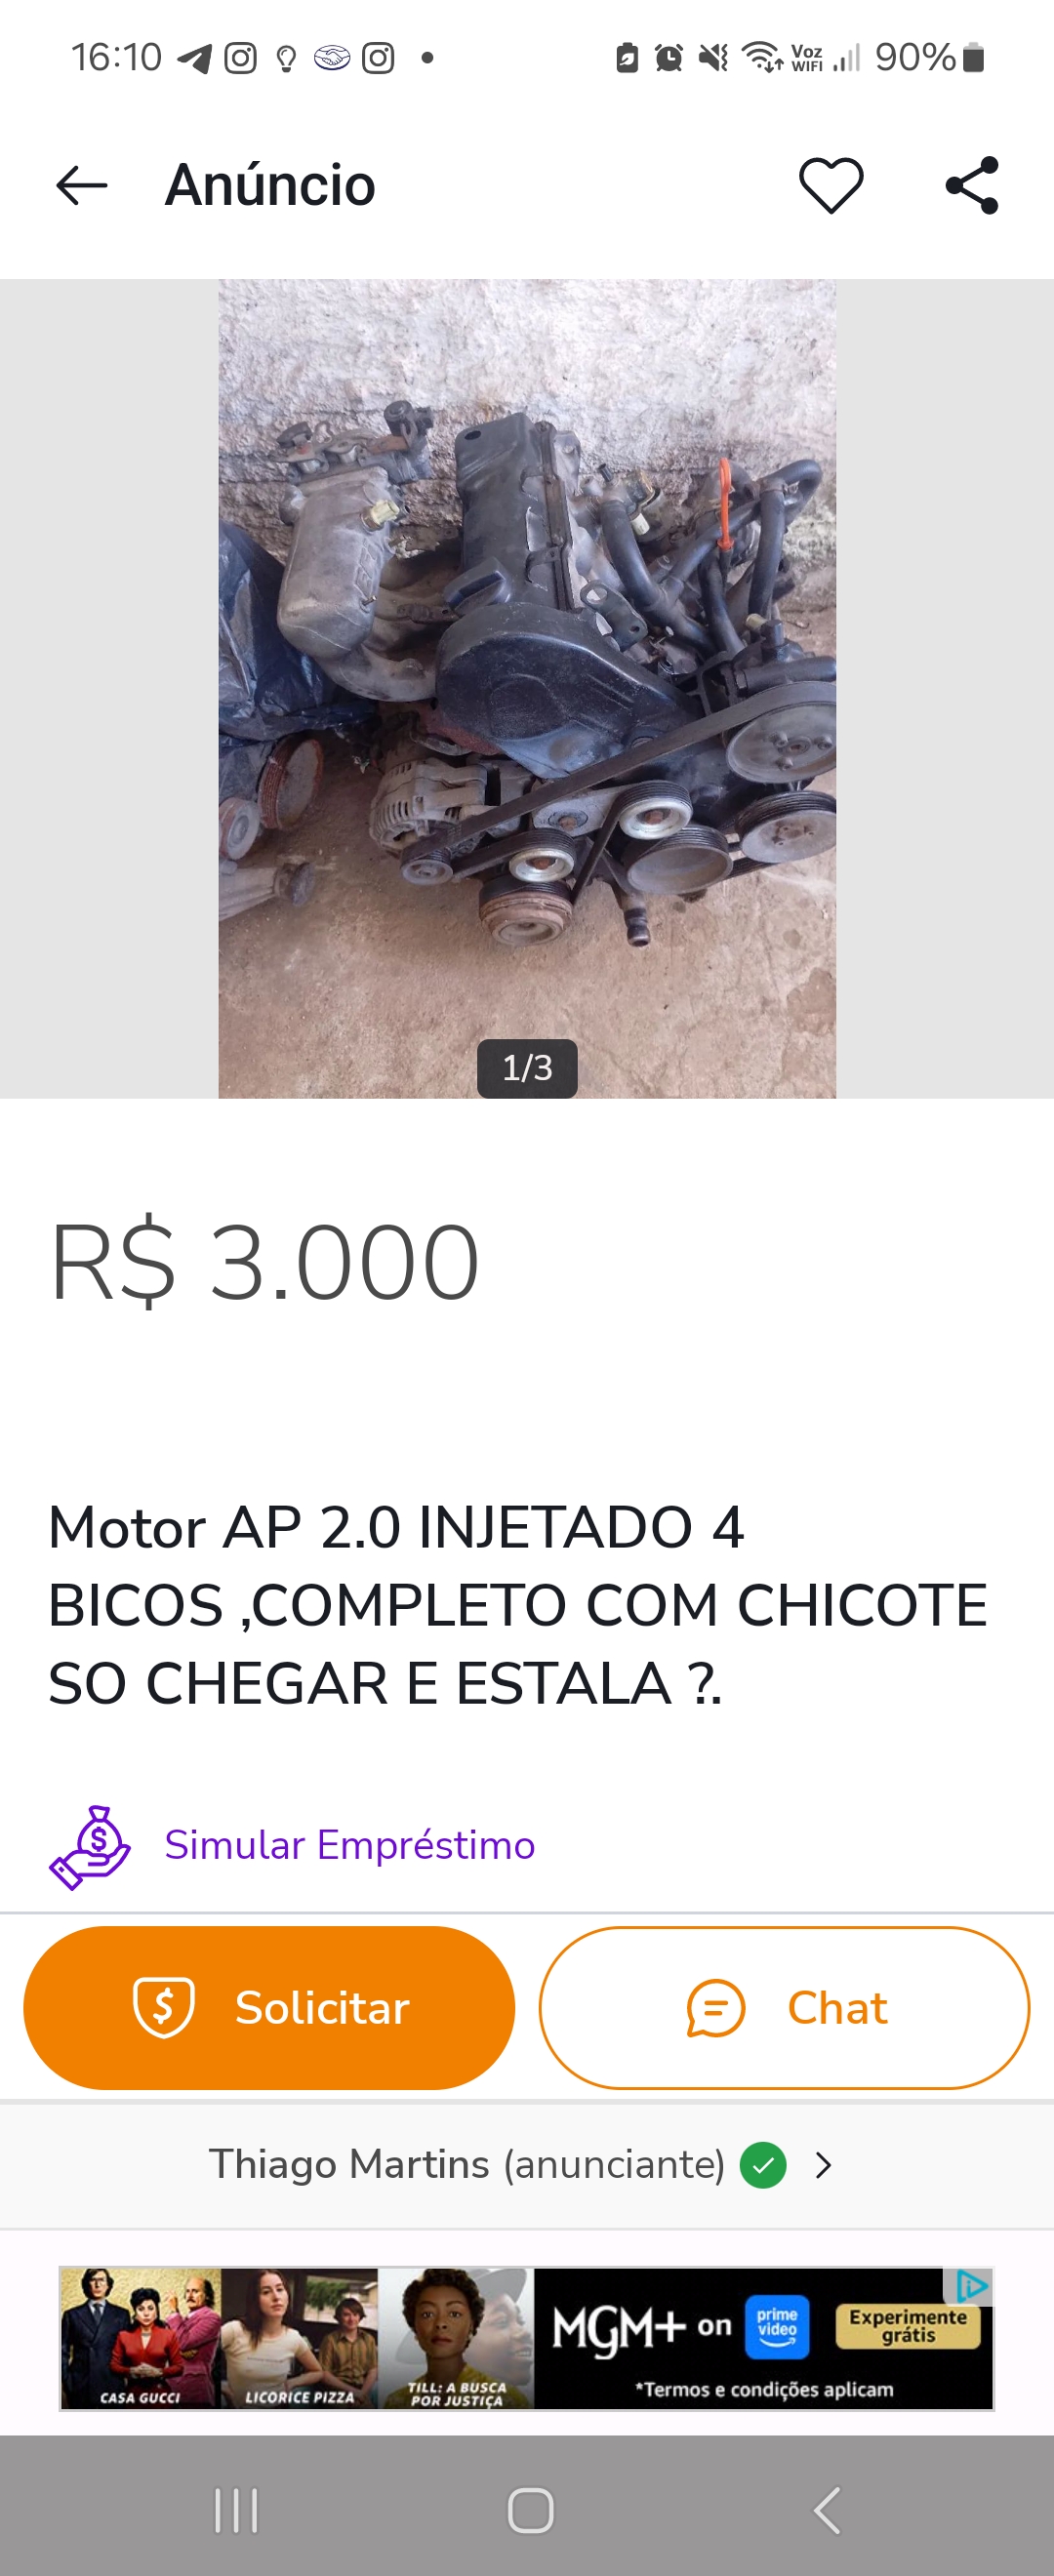 16:10
Voz
WIFI
90%
Anúncio
1/3
R$ 3.000
Motor AP 2.0 INJETADO 4
BICOS ,COMPLETO COM CHICOTE
SO CHEGAR E ESTALA ?.
Simular Empréstimo
Solicitar
Chat
Thiago Martins (anunciante)
CASA GUCCI
LICORICE PIZZA
TILL: A BUSCA
POR JUSTIÇA
MGM+ on
prime
video
Experimente
grátis
*Termos e condições aplicam